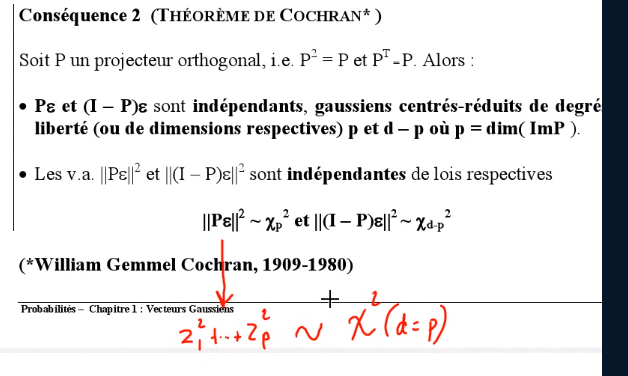 Conséquence 2 (THÉORÈME DE COCHRAN*)
Soit P un projecteur orthogonal, i.e. P² = P et Pᵀ = P. Alors :
• Pε et (I – P)ε sont indépendants, gaussiens centrés-réduits de degré
liberté (ou de dimensions respectives) p et d – p où p = dim( ImP ).
• Les v.a. ||Pε||² et ||(I – P)ε||² sont indépendantes de lois respectives
||Pε||² ~ χₚ² et ||(I – P)ε||² ~ χd-p²
(*William Gemmel Cochran, 1909-1980)
Probabilités – Chapitre 1 : Vecteurs Gaussiens
Z₁² + ... + Zₚ² ~ χ² (d = p)